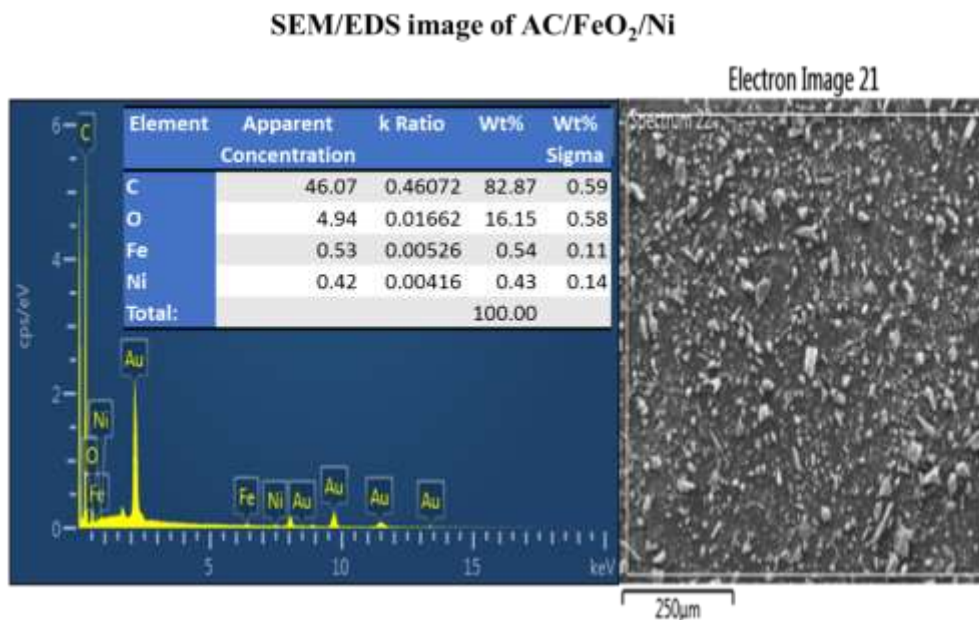 SEM/EDS image of AC/FeO₂/Ni
Electron Image 21
Element Apparent Concentration k Ratio Wt% Wt% Sigma
C 46.07 0.46072 82.87 0.59
O 4.94 0.01662 16.15 0.58
Fe 0.53 0.00526 0.54 0.11
Ni 0.42 0.00416 0.43 0.14
Total: 100.00
6
4
2
0
cps/eV
C
Au
Ni
O
Fe
Fe Ni Au Au Au Au
5 10 15 keV
Spectrum 22
250μm